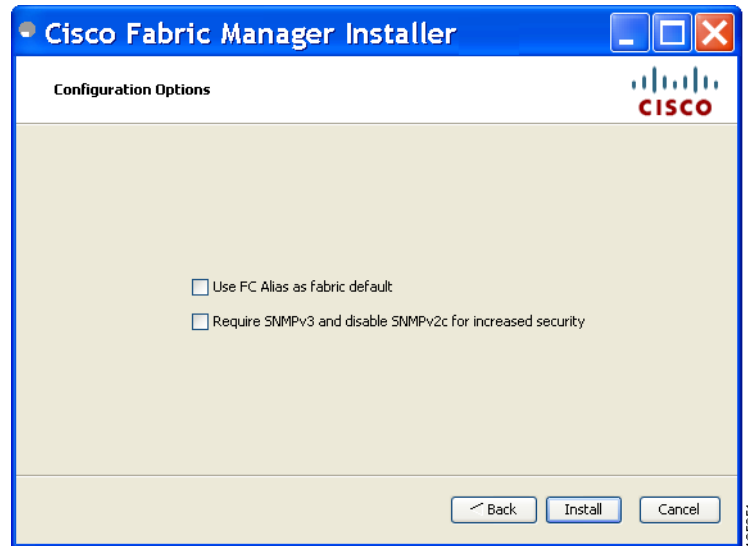 Cisco Fabric Manager Installer
Configuration Options
CISCO
Use FC Alias as fabric default
Require SNMPv3 and disable SNMPv2c for increased security
Back
Install
Cancel